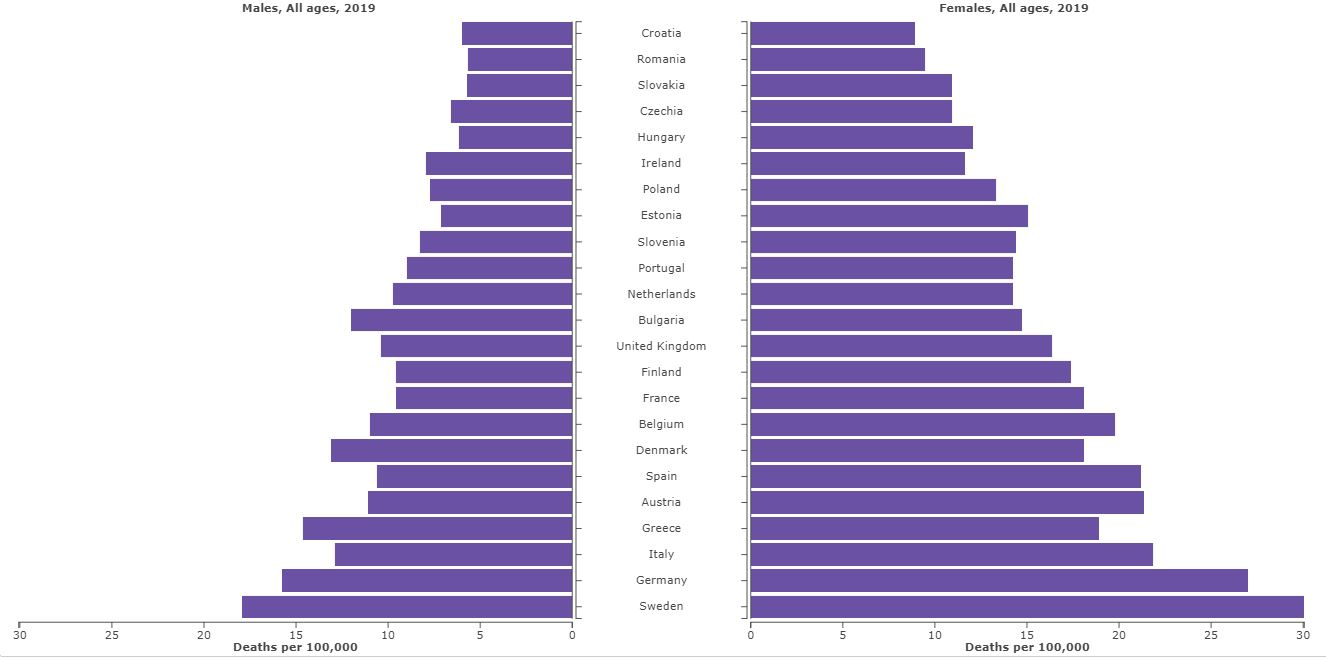 Males, All ages, 2019
Females, All ages, 2019
Croatia
Romania
Slovakia
Czechia
Hungary
Ireland
Poland
Estonia
Slovenia
Portugal
Netherlands
Bulgaria
United Kingdom
Finland
France
Belgium
Denmark
Spain
Austria
Greece
Italy
Germany
Sweden
30 25 20 15 10 5 0
0 5 10 15 20 25 30
Deaths per 100,000
Deaths per 100,000